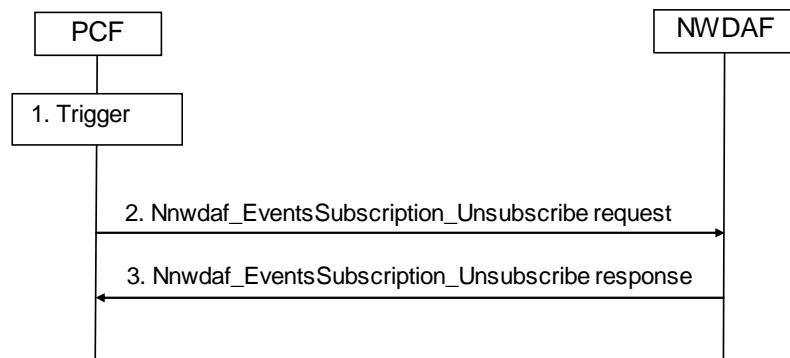 PCF
NWDAF
1. Trigger
2. Nnwdaf_EventsSubscription_Unsubscribe request
3. Nnwdaf_EventsSubscription_Unsubscribe response